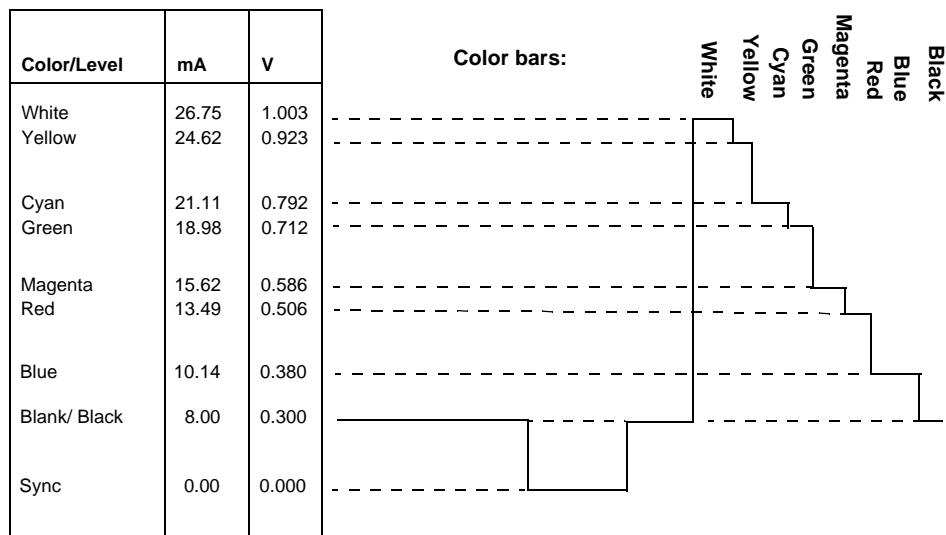 Color/Level mA V
Color bars:
White Yellow Cyan Green Magenta Red Blue Black
White 26.75 1.003
Yellow 24.62 0.923
Cyan 21.11 0.792
Green 18.98 0.712
Magenta 15.62 0.586
Red 13.49 0.506
Blue 10.14 0.380
Blank/ Black 8.00 0.300
Sync 0.00 0.000